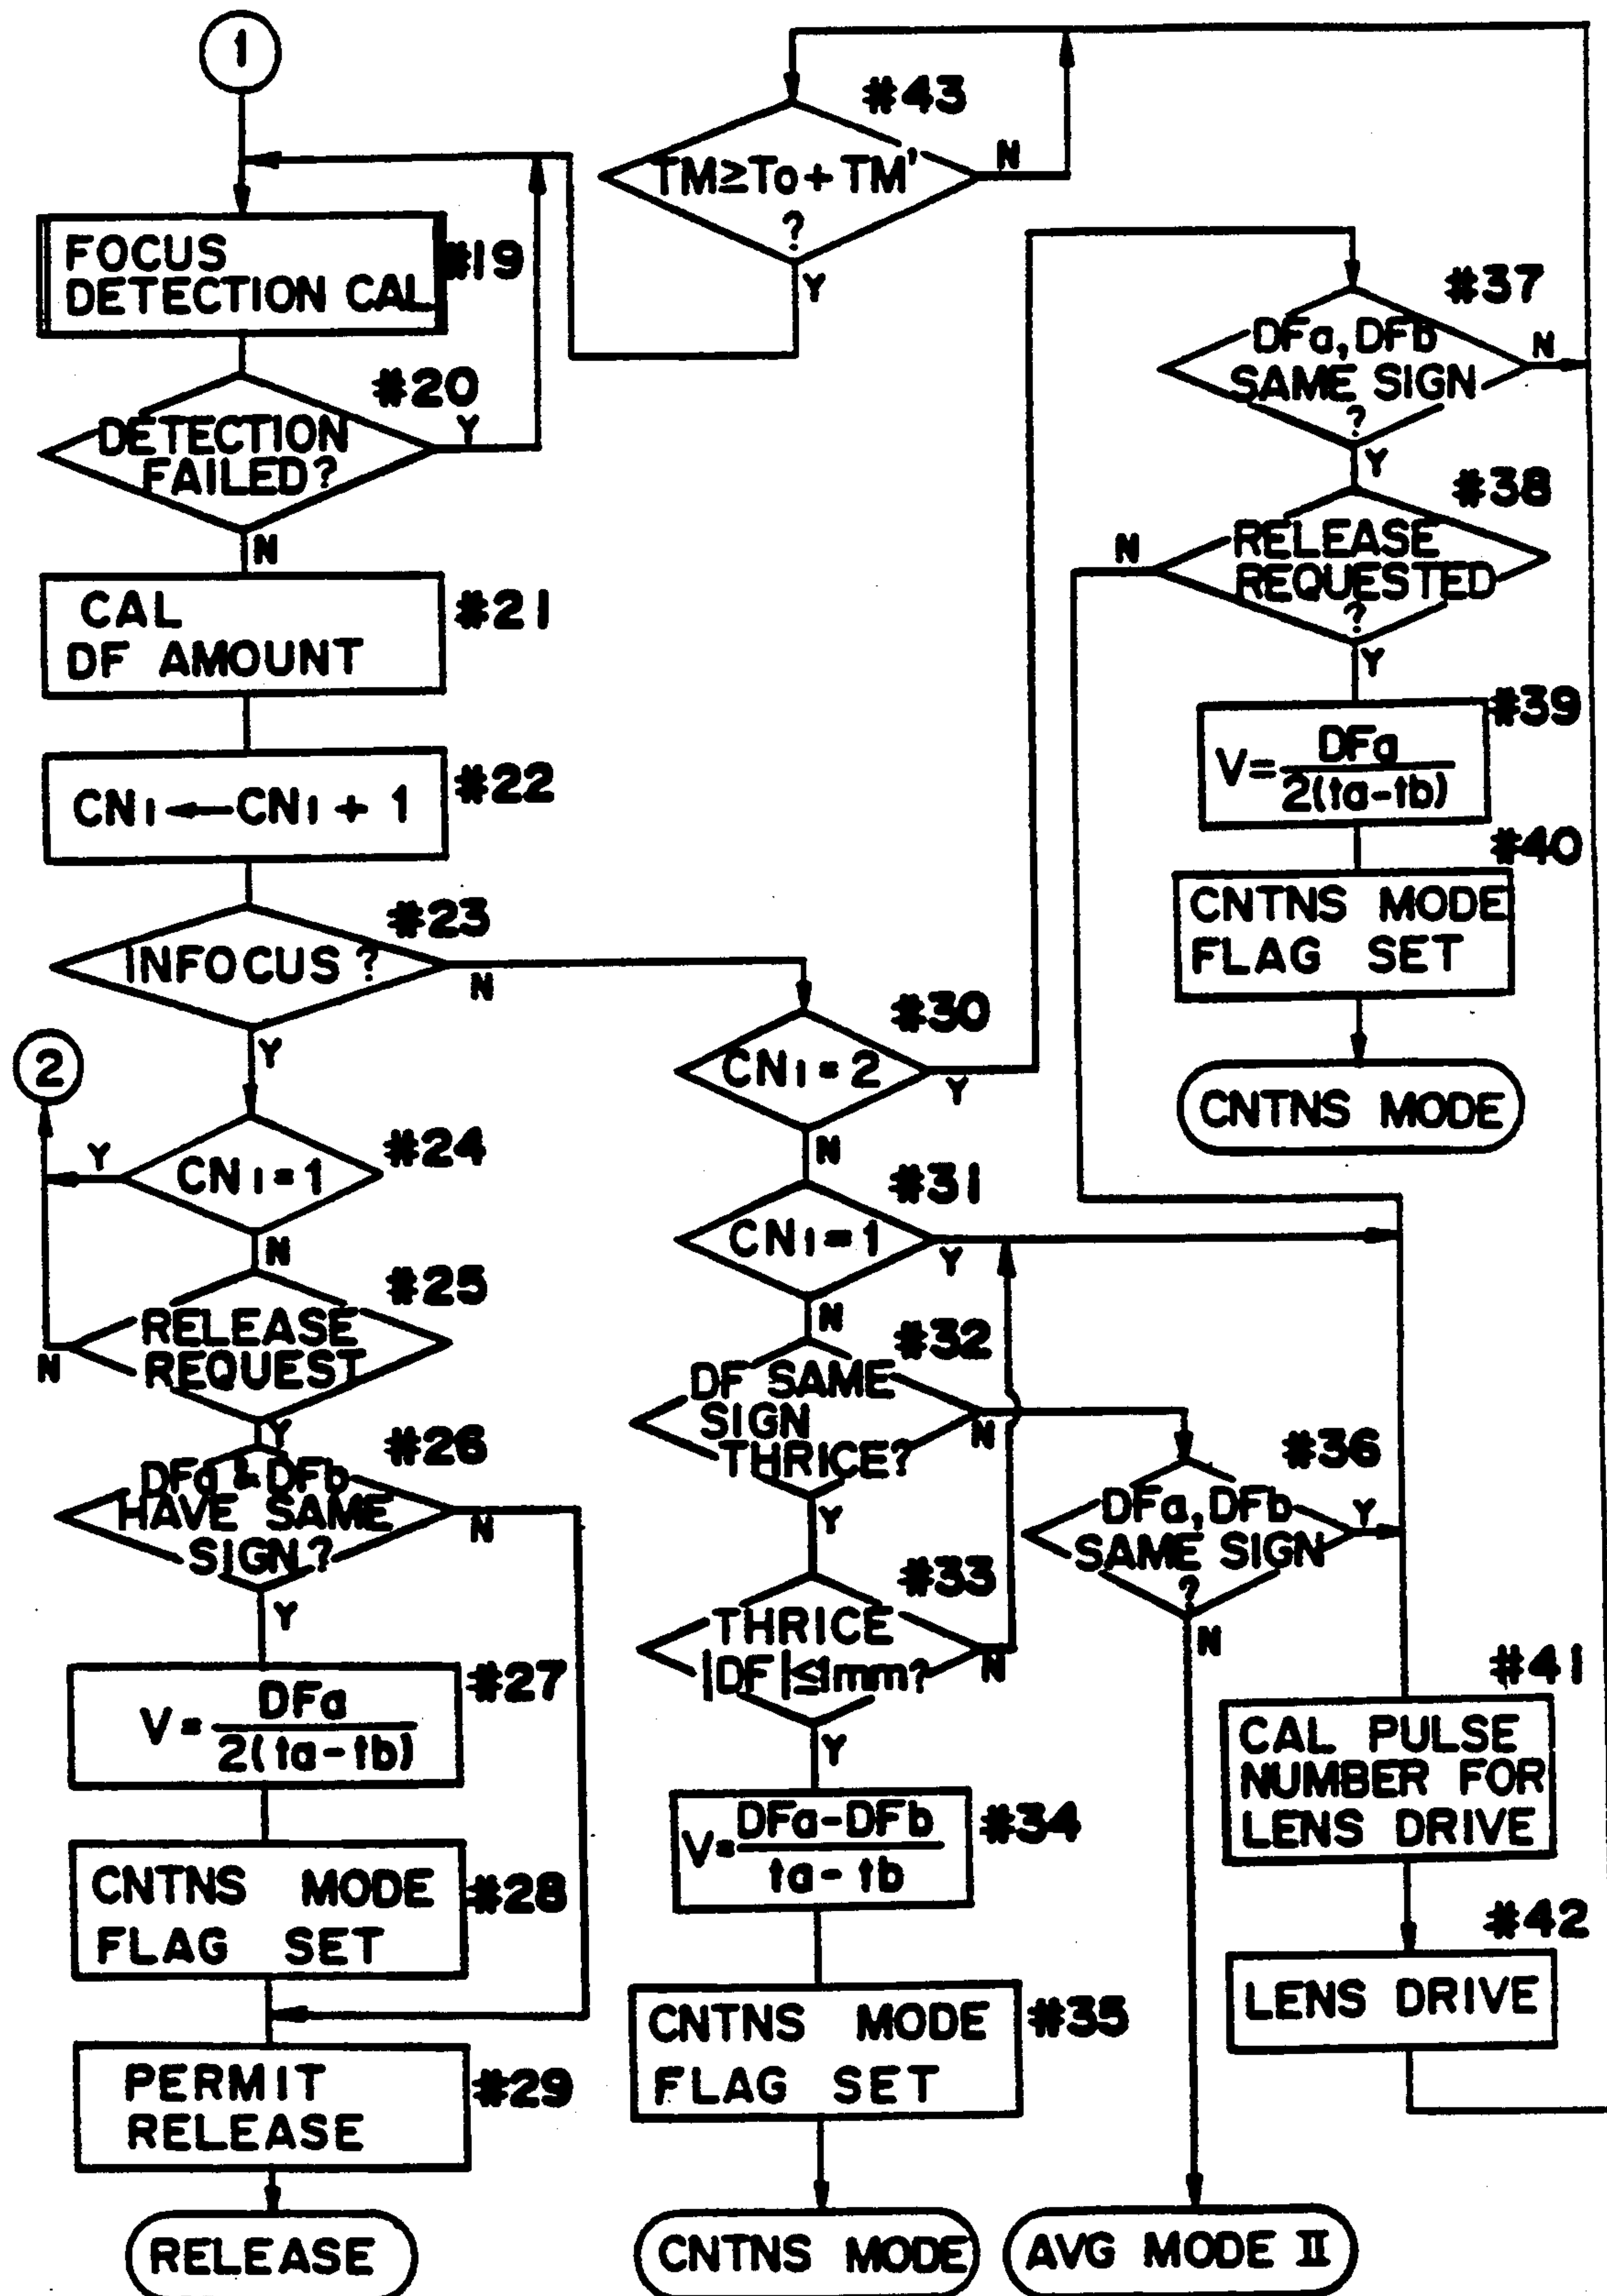 1
FOCUS
DETECTION CAL
#19
#20
DETECTION
FAILED?
Y
N
CAL
DF AMOUNT
#21
CN1←CN1 + 1
#22
#23
INFOCUS ?
N
Y
2
#24
CN1=1
Y
N
#25
RELEASE
REQUEST
N
Y
#26
DFa & DFb
HAVE SAME
SIGN?
N
Y
#27
V = DFa
2(ta-tb)
CNTNS MODE
FLAG SET
#28
PERMIT
RELEASE
#29
RELEASE
#43
TM≥To+TM'
?
N
Y
#30
CN1=2
Y
N
#31
CN1=1
Y
N
#32
DF SAME
SIGN
THRICE?
N
Y
#33
THRICE
|DF|≤1mm?
N
Y
V= DFa-DFb
ta-tb
#34
CNTNS MODE
FLAG SET
#35
CNTNS MODE
#36
DFa, DFb
SAME SIGN
?
Y
N
AVG MODE II
#37
DFa, DFb
SAME SIGN
?
N
Y
#38
RELEASE
REQUESTED
?
N
Y
#39
V= DFa
2(ta-tb)
#40
CNTNS MODE
FLAG SET
CNTNS MODE
#41
CAL PULSE
NUMBER FOR
LENS DRIVE
#42
LENS DRIVE